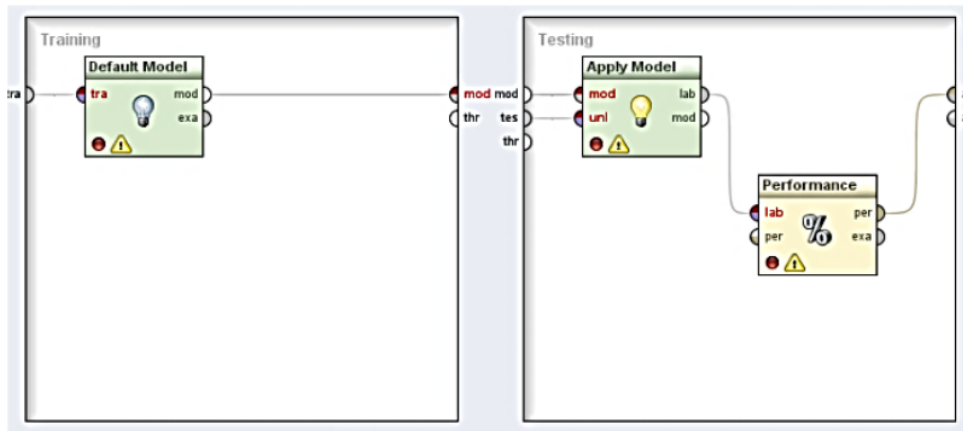 Training
Default Model
tra
tra
mod
exa
mod
thr
Testing
Apply Model
mod
tes
thr
mod
unl
lab
mod
Performance
lab
per
per
exa